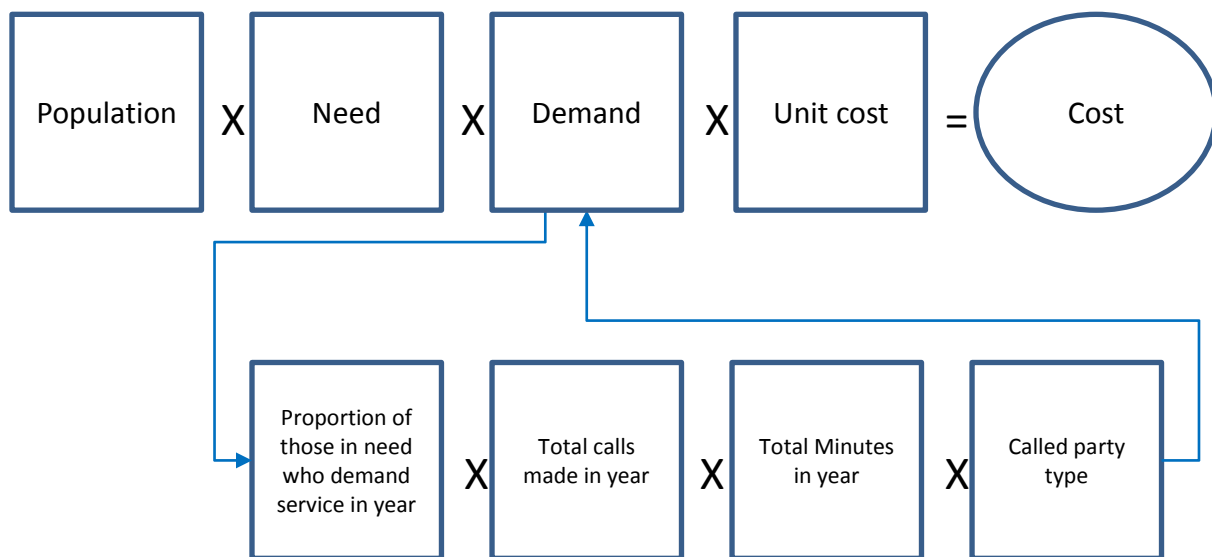 Population X Need X Demand X Unit cost = Cost
Proportion of
those in need
who demand
service in year
X
Total calls
made in year
X
Total Minutes
in year
X
Called party
type